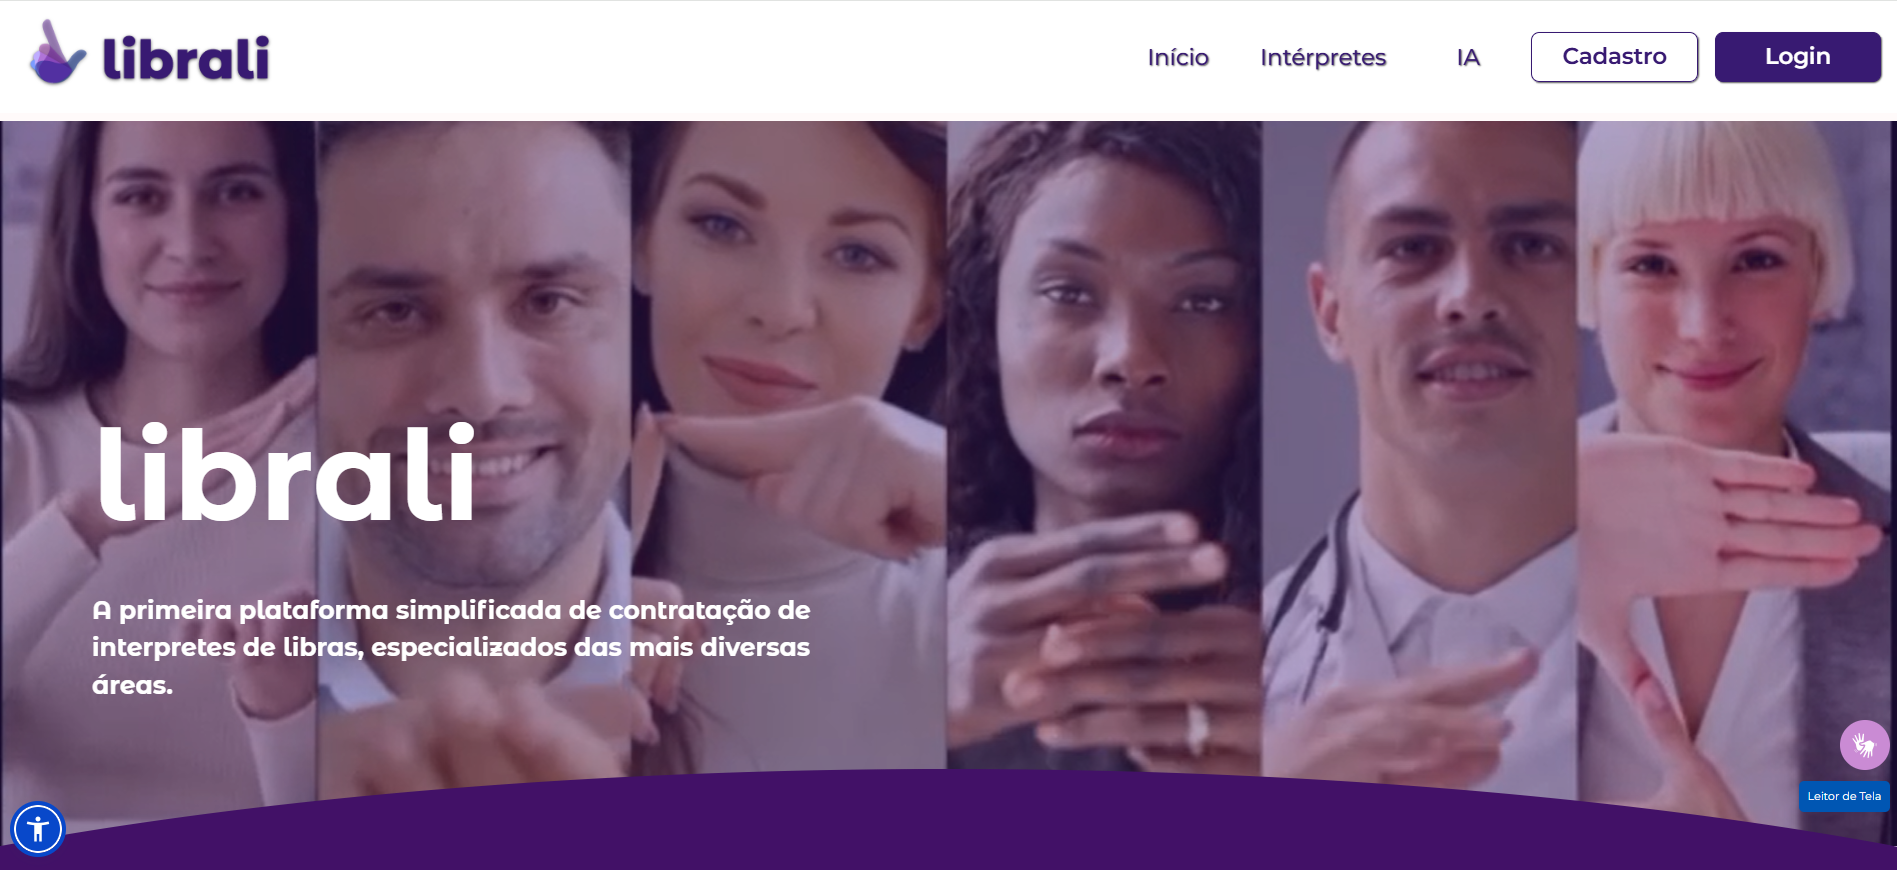 librali
Início
Intérpretes
IA
Cadastro
Login
librali
A primeira plataforma simplificada de contratação de
interpretes de libras, especializados das mais diversas
áreas.
Leitor de Tela